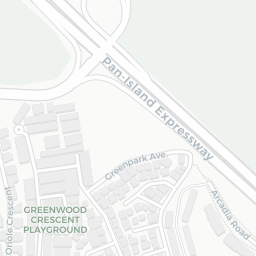 Pan-Island Expressway
Greenpark Ave
Arcadia Road
Oriole Crescent
GREENWOOD
CRESCENT
PLAYGROUND